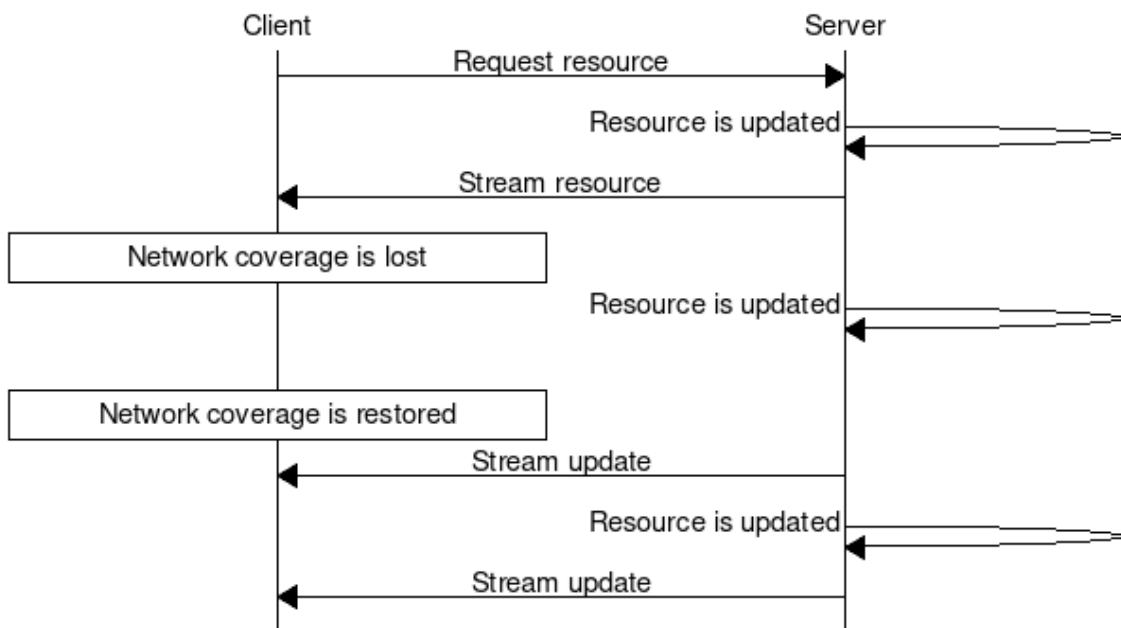 Client
Server
Request resource
Resource is updated
Stream resource
Network coverage is lost
Resource is updated
Network coverage is restored
Stream update
Resource is updated
Stream update